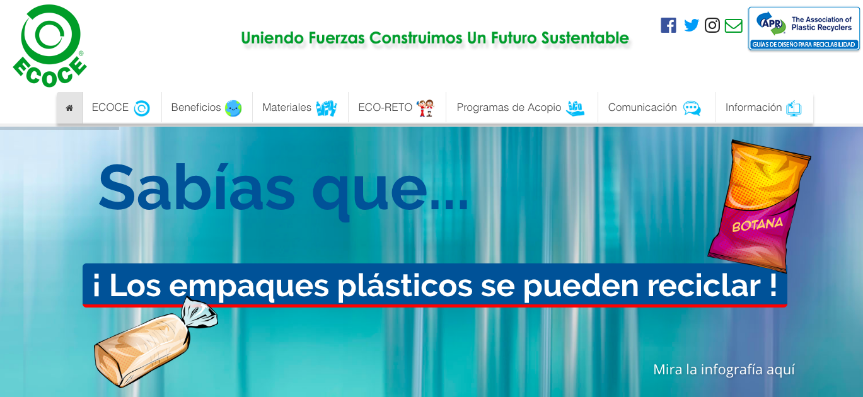 ECOCE®
Uniendo Fuerzas Construimos Un Futuro Sustentable
APR
The Association of
Plastic Recyclers
GUIAS DE DISEÑO PARA RECICLABILIDAD
ECOCE
Beneficios
Materiales
ECO-RETO
Programas de Acopio
Comunicación
Información
Sabías que...
BOTANA
¡ Los empaques plásticos se pueden reciclar !
Mira la infografía aquí